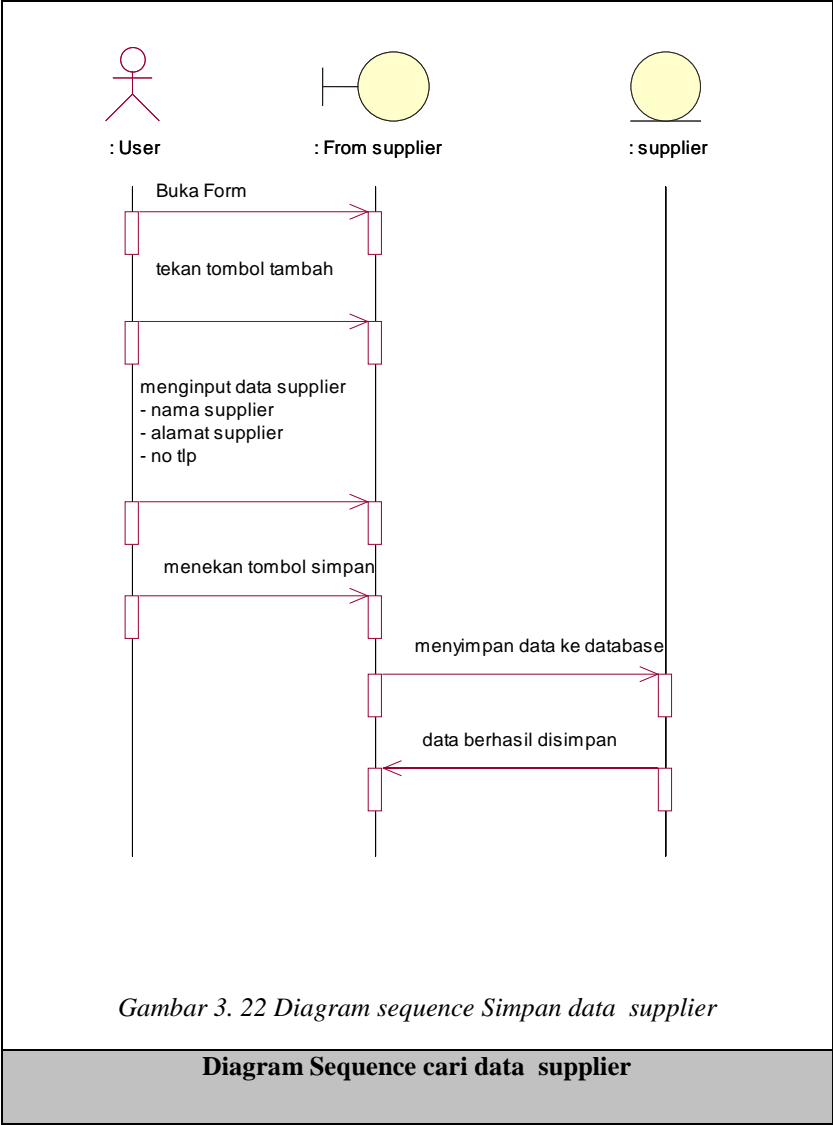 : User
: From supplier
: supplier
Buka Form
tekan tombol tambah
menginput data supplier
- nama supplier
- alamat supplier
- no tlp
menekan tombol simpan
menyimpan data ke database
data berhasil disimpan
Gambar 3. 22 Diagram sequence Simpan data  supplier
Diagram Sequence cari data  supplier